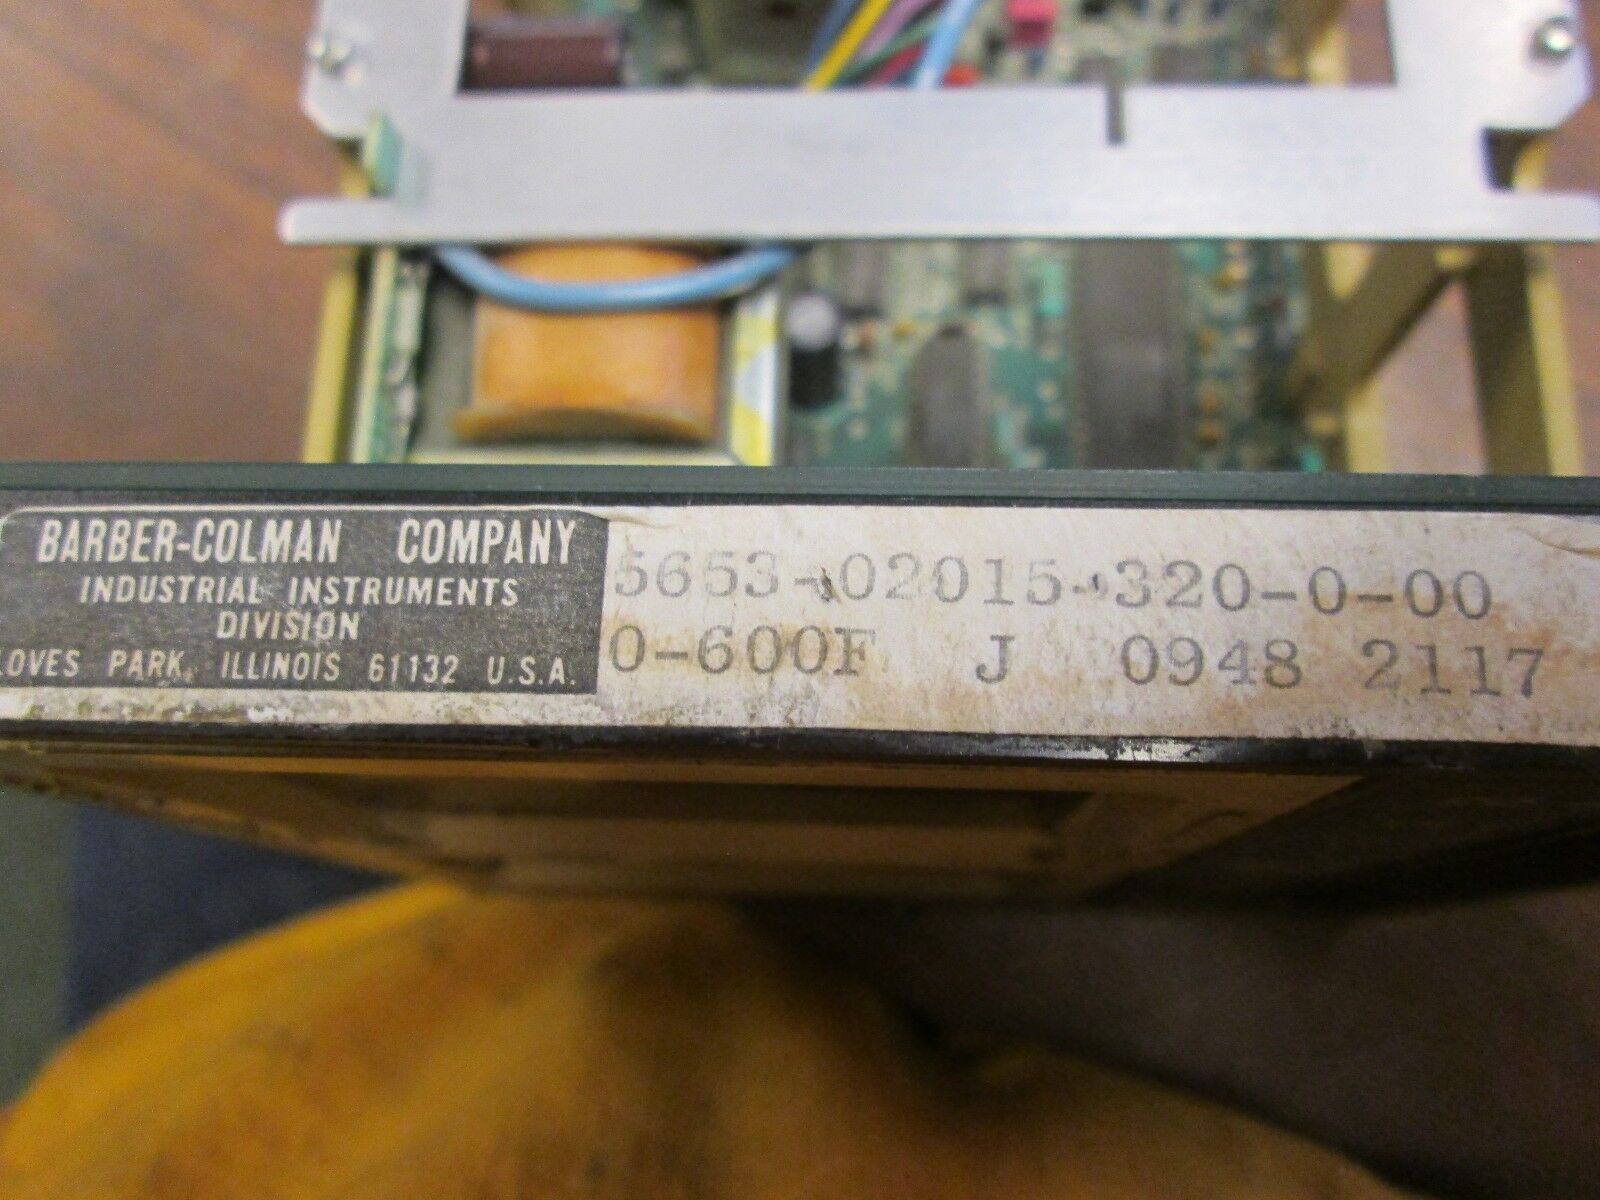 BARBER-COLMAN COMPANY
INDUSTRIAL INSTRUMENTS
DIVISION
LOVES PARK, ILLINOIS 61132 U.S.A.
5653-02015-320-0-00
0-600F J 0948 2117